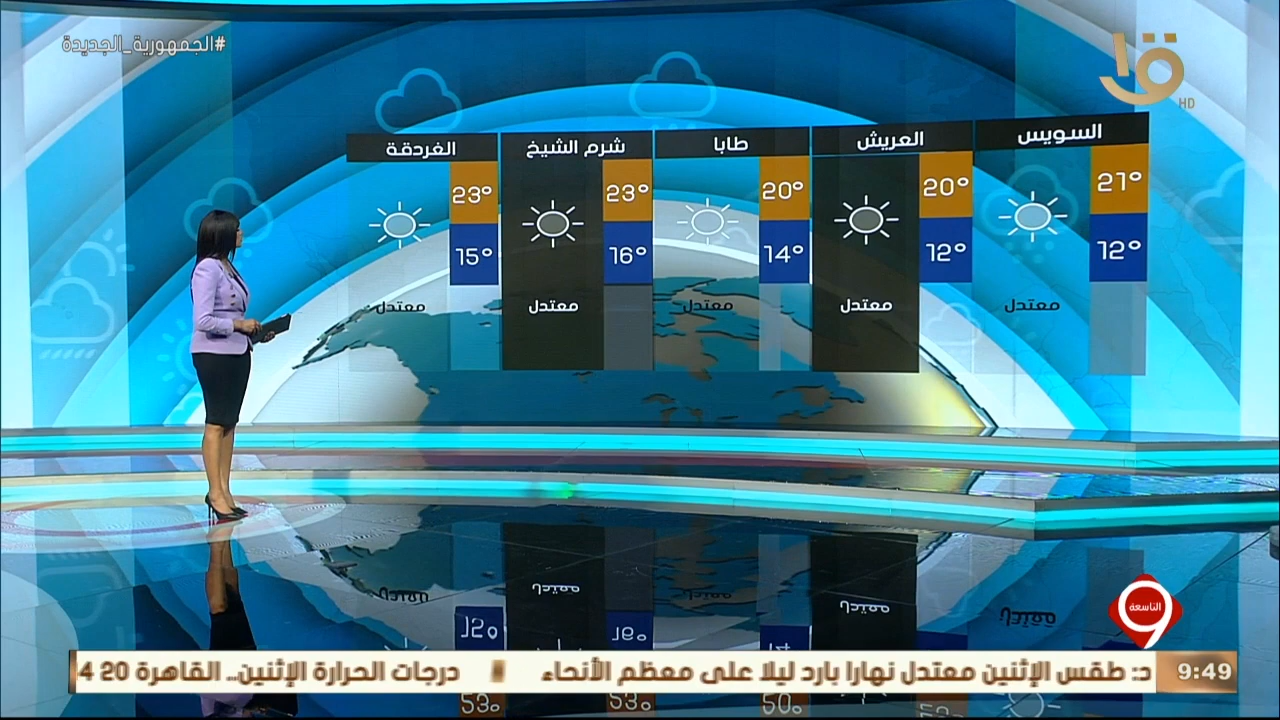 #الجمهورية_الجديدة
HD
السويس
21°
12°
معتدل
العريش
20°
12°
معتدل
طابا
20°
14°
معتدل
شرم الشيخ
23°
16°
معتدل
الغردقة
23°
15°
معتدل
التاسعة
9
9:49
د: طقس الإثنين معتدل نهارا بارد ليلا على معظم الأنحاء
درجات الحرارة الإثنين.. القاهرة 20 4